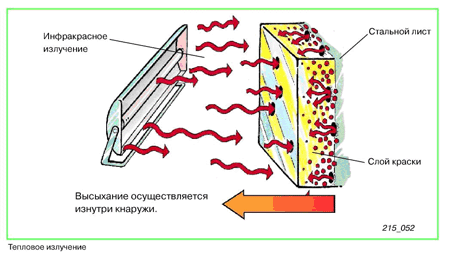 Инфракрасное
излучение
Стальной лист
Слой краски
Высыхание осуществляется
изнутри кнаружи.
215_052
Тепловое излучение